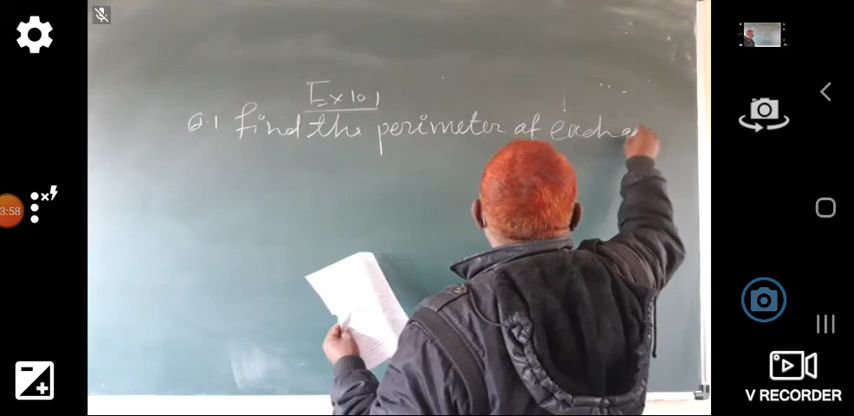 Ex 10.1
Q.1 Find the perimeter of each
3:58
V RECORDER